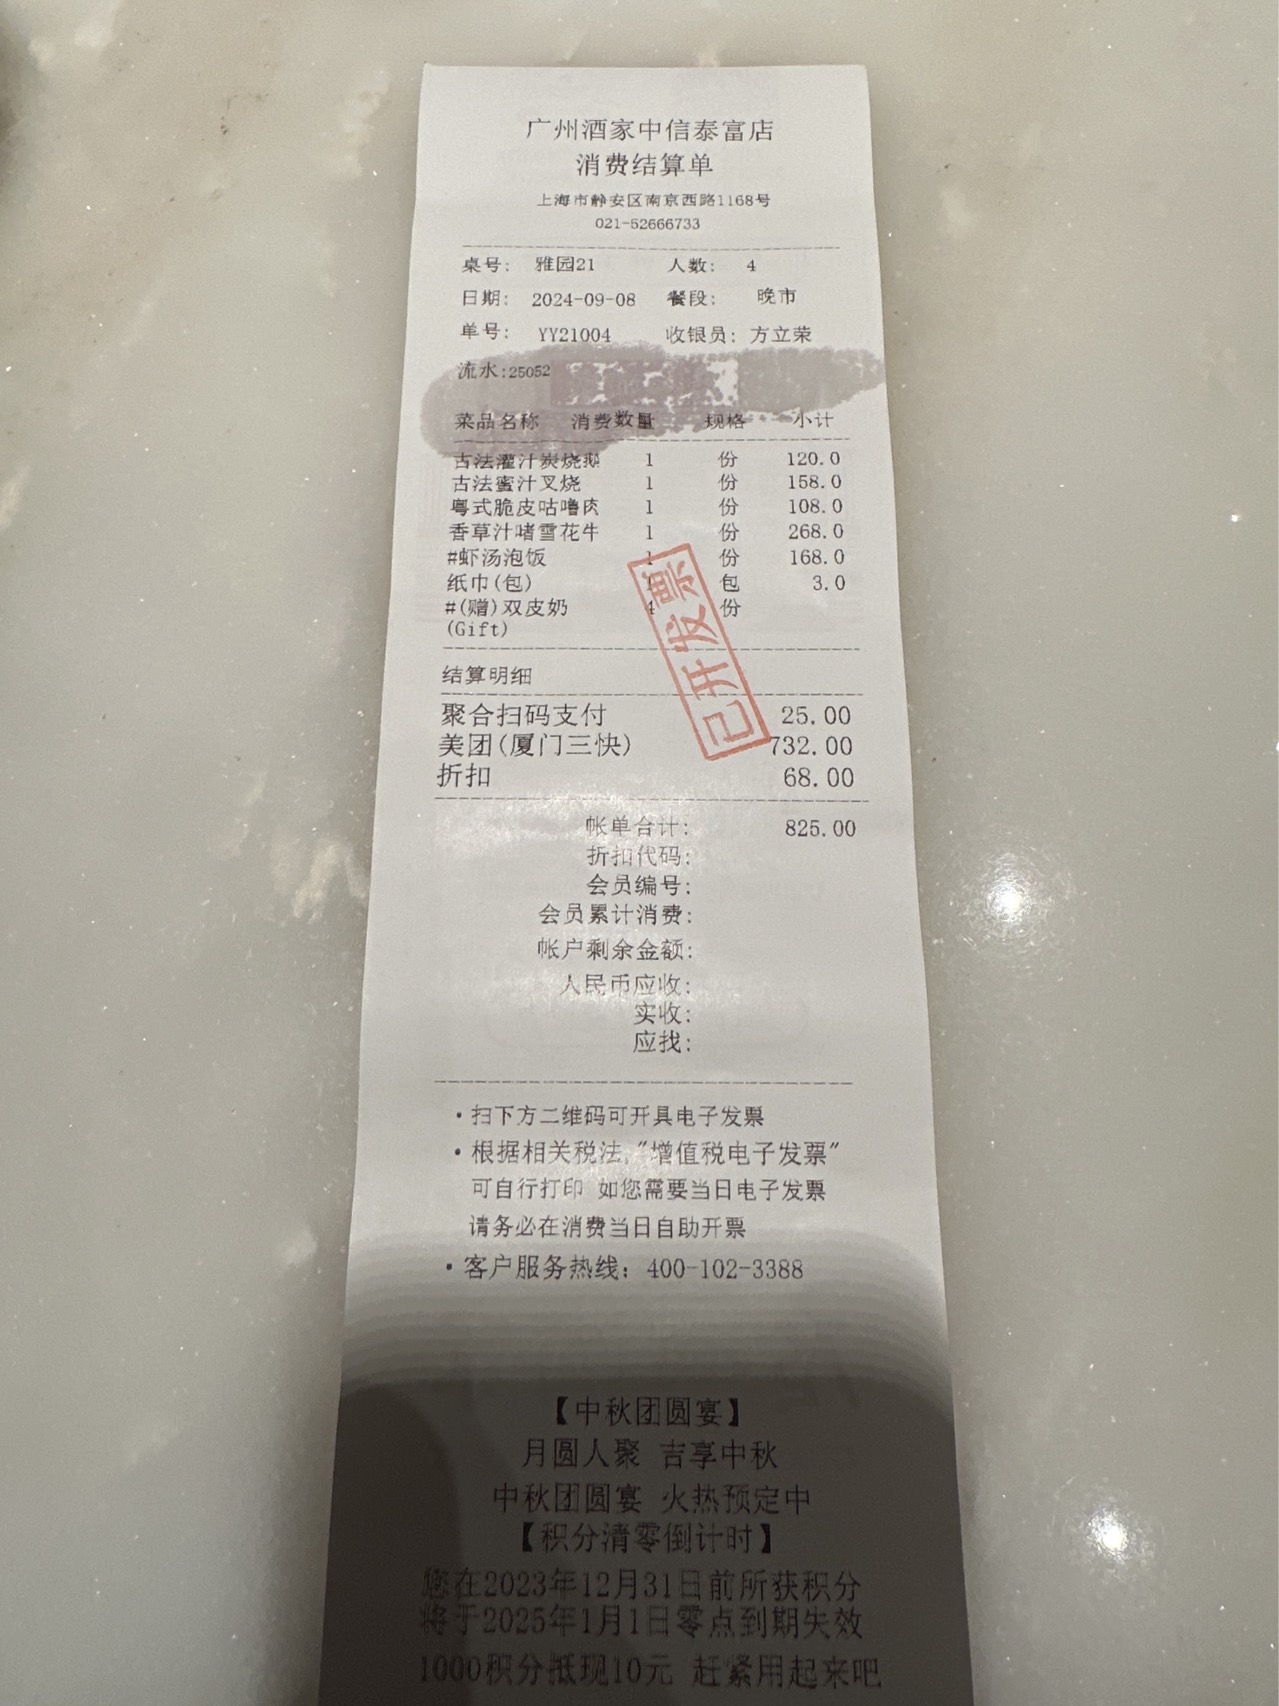 广州酒家中信泰富店
消费结算单
上海市静安区南京西路1168号
021-52666733
桌号: 雅园21 人数: 4
日期: 2024-09-08 餐段: 晚市
单号: YY21004 收银员: 方立荣
流水:25052
菜品名称 消费数量 规格 小计
古法灌汁炭烧鹅 1 份 120.0
古法蜜汁叉烧 1 份 158.0
粤式脆皮咕噜肉 1 份 108.0
香草汁啫雪花牛 1 份 268.0
#虾汤泡饭 1 份 168.0
纸巾(包) 1 包 3.0
#(赠)双皮奶 4 份
(Gift)
已开发票
结算明细
聚合扫码支付 25.00
美团(厦门三快) 732.00
折扣 68.00
帐单合计: 825.00
折扣代码:
会员编号:
会员累计消费:
帐户剩余金额:
人民币应收:
实收:
应找:
·扫下方二维码可开具电子发票
·根据相关税法,"增值税电子发票"
可自行打印 如您需要当日电子发票
请务必在消费当日自助开票
·客户服务热线: 400-102-3388
【中秋团圆宴】
月圆人聚 吉享中秋
中秋团圆宴 火热预定中
【积分清零倒计时】
您在2023年12月31日前所获积分
将于2025年1月1日零点到期失效
1000积分抵现10元 赶紧用起来吧